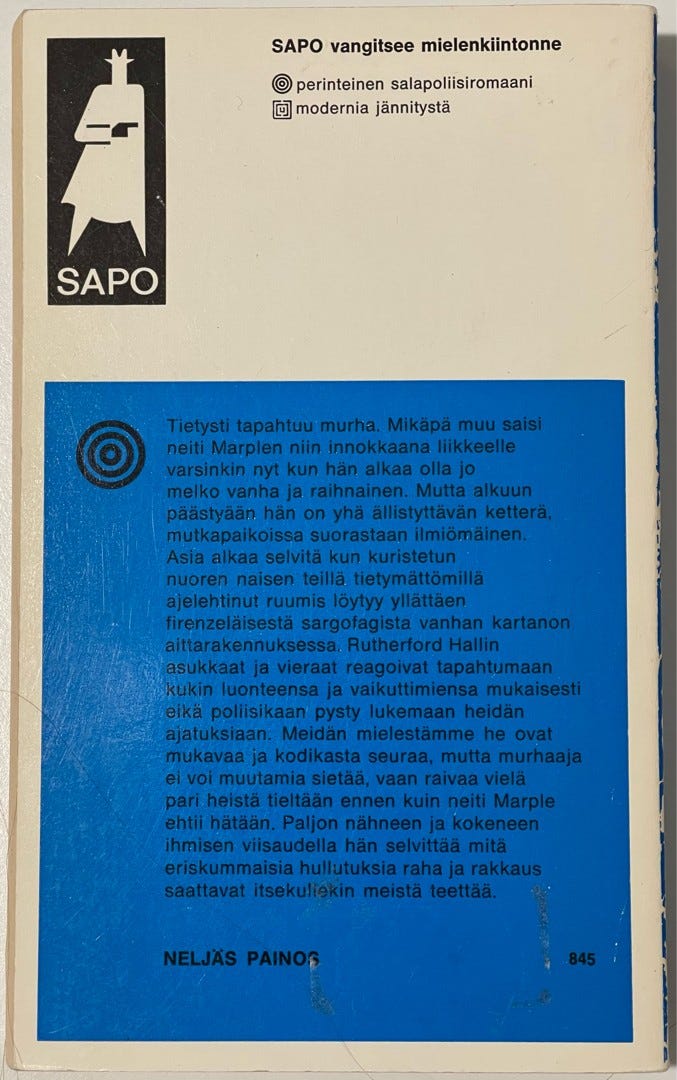 SAPO
SAPO vangitsee mielenkiintonne
perinteinen salapoliisiromaani
modernia jännitystä
Tietysti tapahtuu murha. Mikäpä muu saisi
neiti Marplen niin innokkaana liikkeelle
varsinkin nyt kun hän alkaa olla jo
melko vanha ja raihnainen. Mutta alkuun
päästyään hän on yhä ällistyttävän ketterä,
mutkapaikoissa suorastaan ilmiömäinen.
Asia alkaa selvitä kun kuristetun
nuoren naisen teillä tietymättömillä
ajelehtinut ruumis löytyy yllättäen
firenzeläisestä sargofagista vanhan kartanon
aittarakennuksessa. Rutherford Hallin
asukkaat ja vieraat reagoivat tapahtumaan
kukin luonteensa ja vaikuttimiensa mukaisesti
eikä poliisikaan pysty lukemaan heidän
ajatuksiaan. Meidän mielestämme he ovat
mukavaa ja kodikasta seuraa, mutta murhaaja
ei voi muutamia sietää, vaan raivaa vielä
pari heistä tieltään ennen kuin neiti Marple
ehtii hätään. Paljon nähneen ja kokeneen
ihmisen viisaudella hän selvittää mitä
eriskummaisia hullutuksia raha ja rakkaus
saattavat itsekullekin meistä teettää.
NELJÄS PAINOS 845